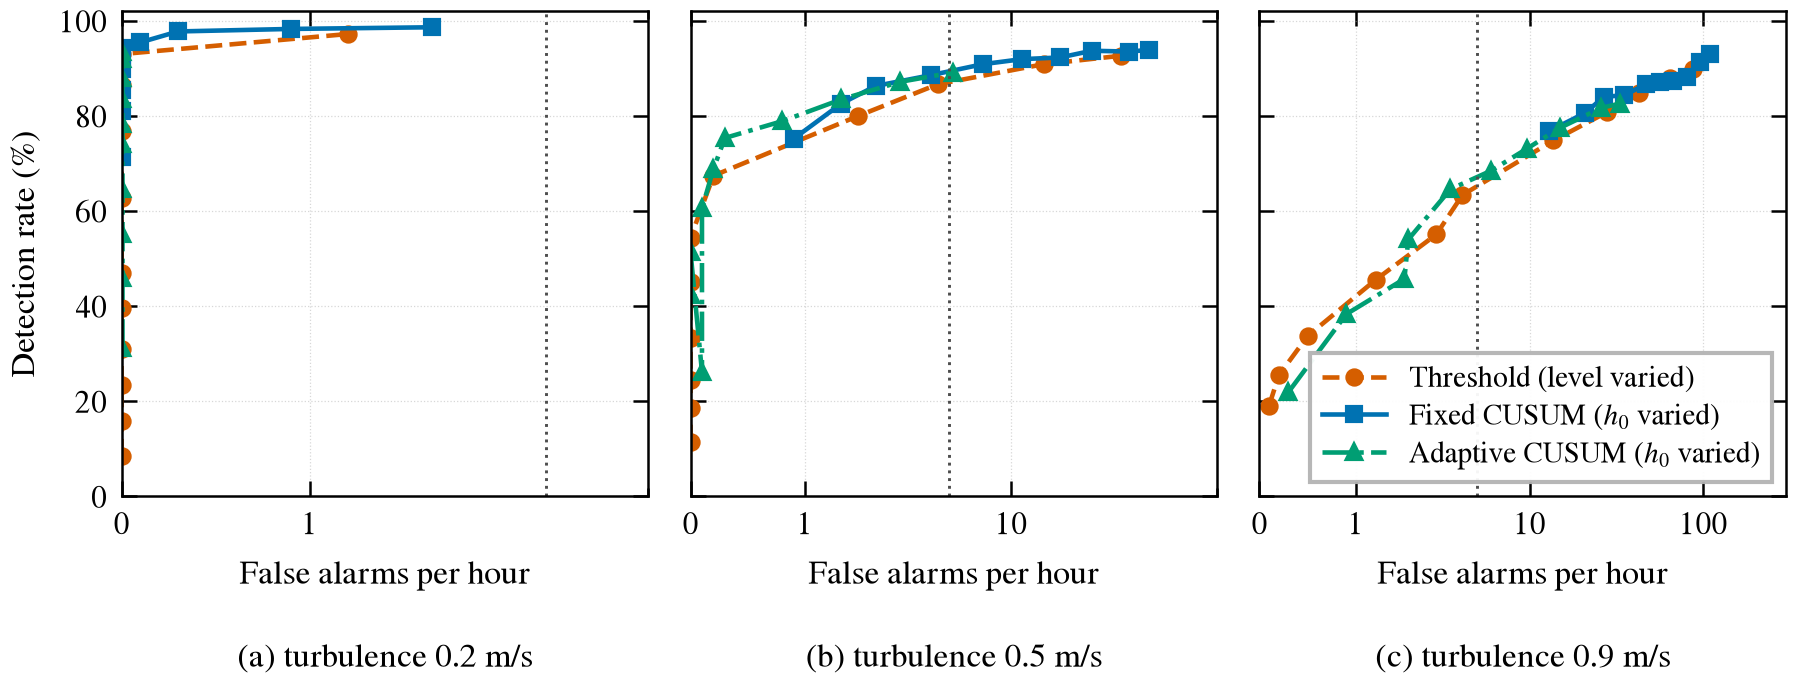 100
80
60
40
20
0
Detection rate (%)
0 1
0 1 10
0 1 10 100
False alarms per hour
False alarms per hour
False alarms per hour
Threshold (level varied)
Fixed CUSUM (h₀ varied)
Adaptive CUSUM (h₀ varied)
(a) turbulence 0.2 m/s
(b) turbulence 0.5 m/s
(c) turbulence 0.9 m/s